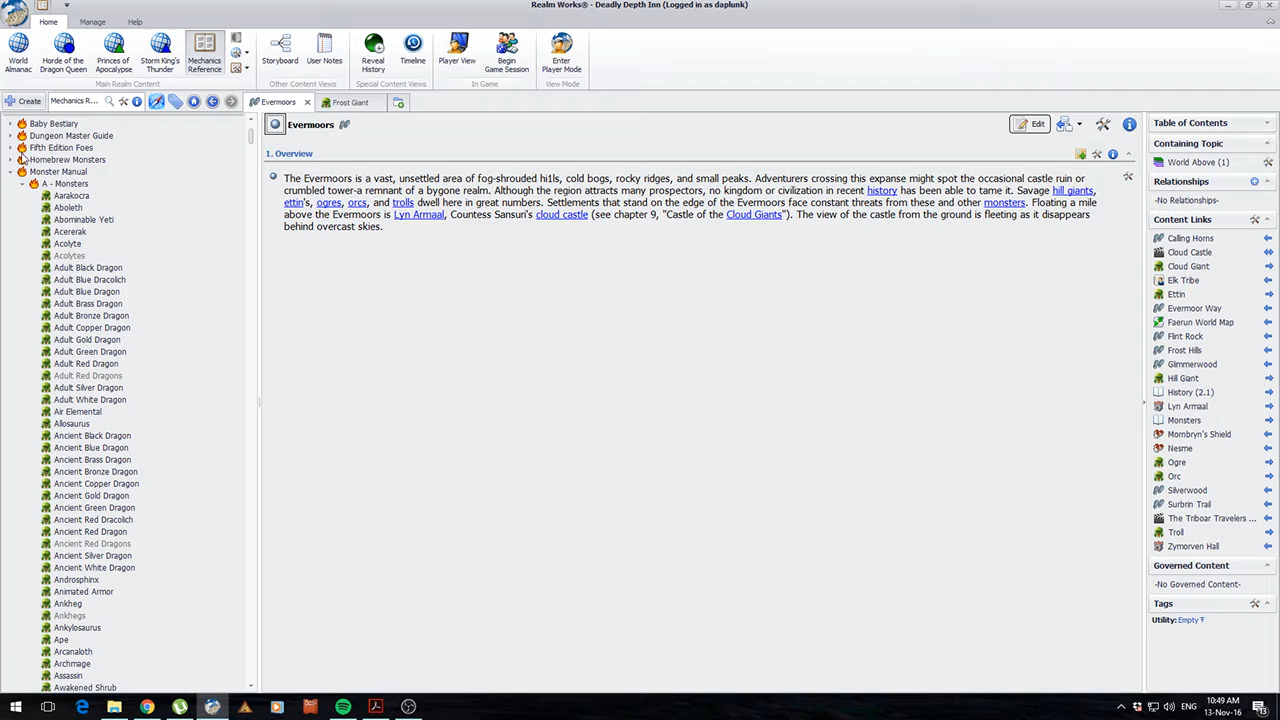 Realm Works® - Deadly Depth Inn (Logged in as daplunk)
Home Manage Help
World Almanac
Horde of the Dragon Queen
Princes of Apocalypse
Storm King's Thunder
Mechanics Reference
Storyboard
User Notes
Reveal History
Timeline
Player View
Begin Game Session
Enter Player Mode
Main Realm Content
Other Content Views
Special Content Views
In Game
View Mode
Create
Mechanics R...
Evermoors
Frost Giant
Baby Bestiary
Dungeon Master Guide
Fifth Edition Foes
Homebrew Monsters
Monster Manual
A - Monsters
Aarakocra
Aboleth
Abominable Yeti
Acererak
Acolyte
Acolytes
Adult Black Dragon
Adult Blue Dracolich
Adult Blue Dragon
Adult Brass Dragon
Adult Bronze Dragon
Adult Copper Dragon
Adult Gold Dragon
Adult Green Dragon
Adult Red Dragon
Adult Red Dragons
Adult Silver Dragon
Adult White Dragon
Air Elemental
Allosaurus
Ancient Black Dragon
Ancient Blue Dragon
Ancient Brass Dragon
Ancient Bronze Dragon
Ancient Copper Dragon
Ancient Gold Dragon
Ancient Green Dragon
Ancient Red Dracolich
Ancient Red Dragon
Ancient Red Dragons
Ancient Silver Dragon
Ancient White Dragon
Androsphinx
Animated Armor
Ankheg
Ankhegs
Ankylosaurus
Ape
Arcanaloth
Archmage
Assassin
Awakened Shrub
Evermoors
Edit
1. Overview
The Evermoors is a vast, unsettled area of fog-shrouded hi1ls, cold bogs, rocky ridges, and small peaks. Adventurers crossing this expanse might spot the occasional castle ruin or
crumbled tower-a remnant of a bygone realm. Although the region attracts many prospectors, no kingdom or civilization in recent history has been able to tame it. Savage hill giants,
ettin's, ogres, orcs, and trolls dwell here in great numbers. Settlements that stand on the edge of the Evermoors face constant threats from these and other monsters. Floating a mile
above the Evermoors is Lyn Armaal, Countess Sansuri's cloud castle (see chapter 9, "Castle of the Cloud Giants"). The view of the castle from the ground is fleeting as it disappears
behind overcast skies.
Table of Contents
Containing Topic
World Above (1)
Relationships
-No Relationships-
Content Links
Calling Horns
Cloud Castle
Cloud Giant
Elk Tribe
Ettin
Evermoor Way
Faerun World Map
Flint Rock
Frost Hills
Glimmerwood
Hill Giant
History (2.1)
Lyn Armaal
Monsters
Mornbryn's Shield
Nesme
Ogre
Orc
Silverwood
Surbrin Trail
The Triboar Travelers ...
Troll
Zymorven Hall
Governed Content
-No Governed Content-
Tags
Utility: Empty
ENG
10:49 AM
13-Nov-16